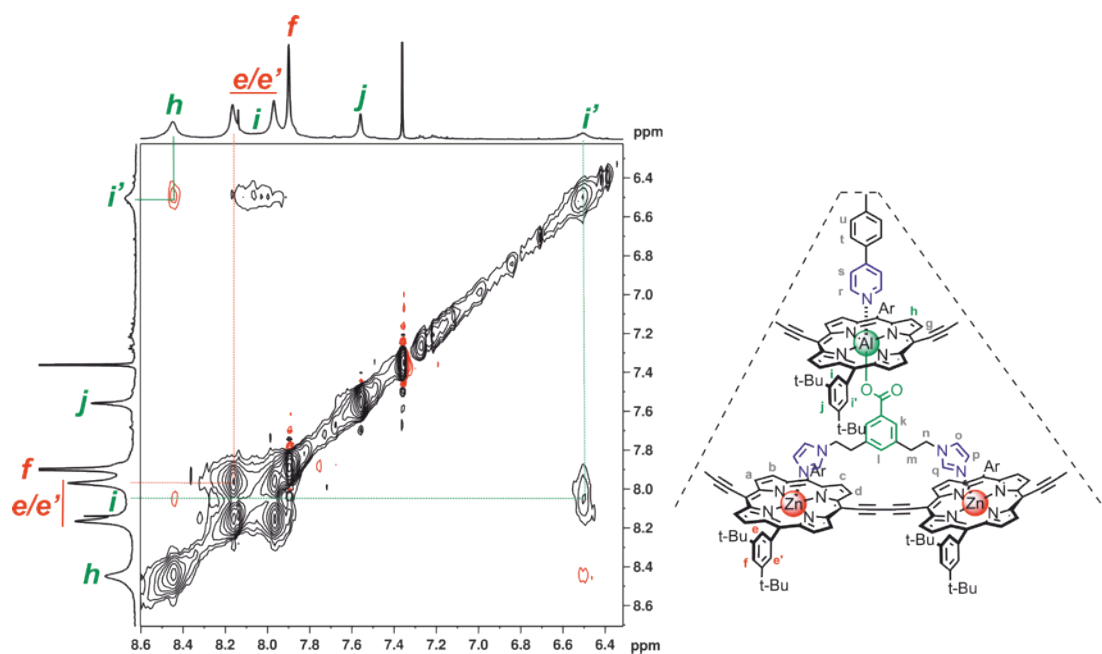 f
e/e’
h
i
j
i’
ppm
i’
j
f
e/e’
i
h
6.4
6.6
6.8
7.0
7.2
7.4
7.6
7.8
8.0
8.2
8.4
8.6
8.6 8.4 8.2 8.0 7.8 7.6 7.4 7.2 7.0 6.8 6.6 6.4 ppm
u
t
s
r
N
Ar
h
g
N N
Al
N N
i
t-Bu
i'
j
t-Bu
O
O
k
l
m
n
N
N
o
p
q
N
N
Ar
Ar
a
b
c
d
N N
Zn
N N
N N
Zn
N N
t-Bu
e
f
e'
t-Bu
t-Bu
t-Bu